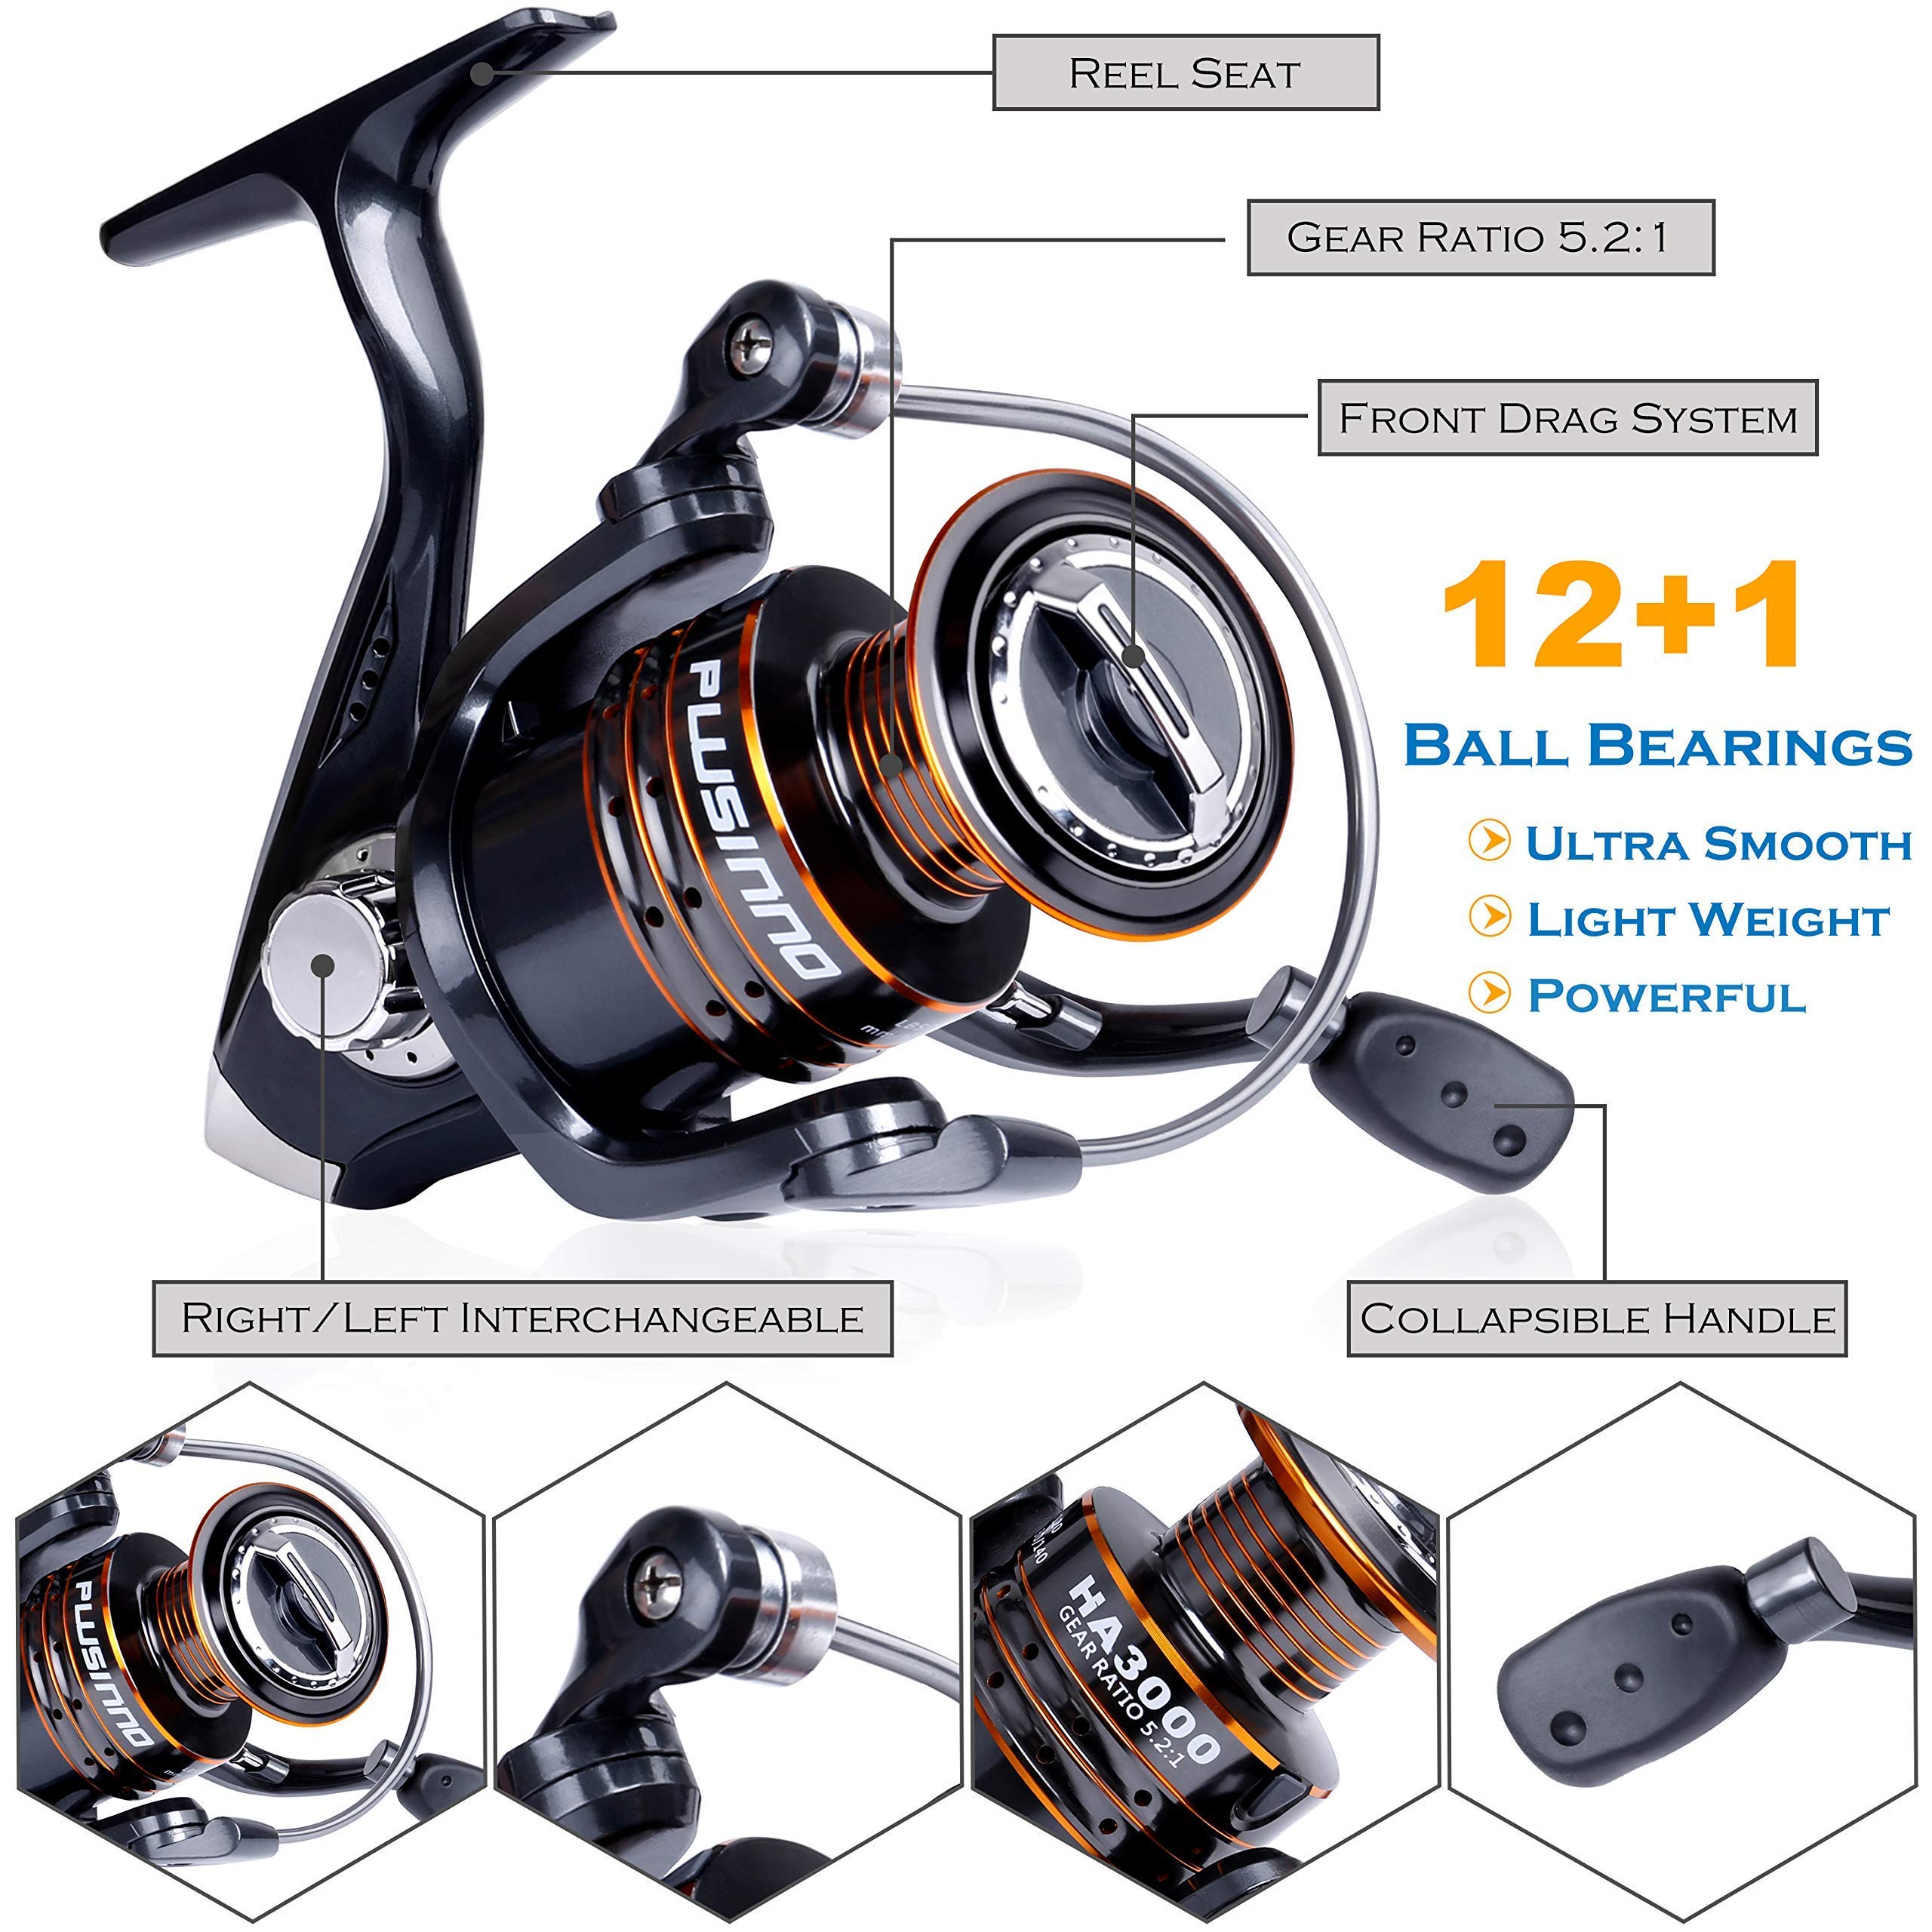 REEL SEAT
GEAR RATIO 5.2:1
FRONT DRAG SYSTEM
12+1
BALL BEARINGS
ULTRA SMOOTH
LIGHT WEIGHT
POWERFUL
PLUSINNO
RIGHT/LEFT INTERCHANGEABLE
COLLAPSIBLE HANDLE
PLUSINNO
HA3000
GEAR RATIO 5.2:1